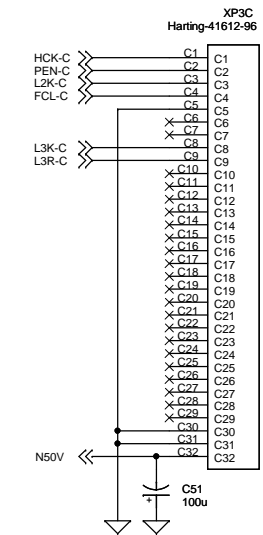 XP3C
Harting-41612-96
HCK-C C1 C1
PEN-C C2 C2
L2K-C C3 C3
FCL-C C4 C4
C5 C5
C6 C6
C7 C7
L3K-C C8 C8
L3R-C C9 C9
C10 C10
C11 C11
C12 C12
C13 C13
C14 C14
C15 C15
C16 C16
C17 C17
C18 C18
C19 C19
C20 C20
C21 C21
C22 C22
C23 C23
C24 C24
C25 C25
C26 C26
C27 C27
C28 C28
C29 C29
C30 C30
C31 C31
N50V C32 C32
C51
+ 100u